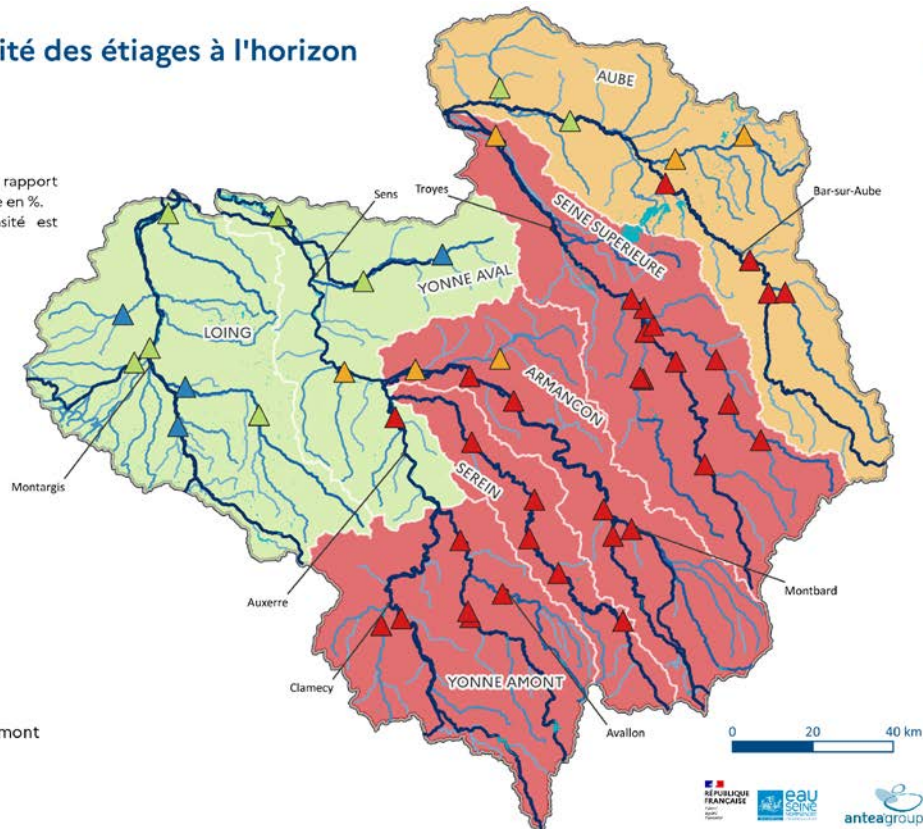 ité des étiages à l'horizon
rapport
e en %.
sité est
AUBE
Sens
Troyes
Bar-sur-Aube
SEINE SUPERIEURE
YONNE AVAL
LOING
ARMANCON
SEREIN
Montargis
Auxerre
Montbard
Clamecy
YONNE AMONT
Avallon
mont
0 20 40 km
RÉPUBLIQUE
FRANÇAISE
eau
SEINE
NORMANDIE
anteagroup